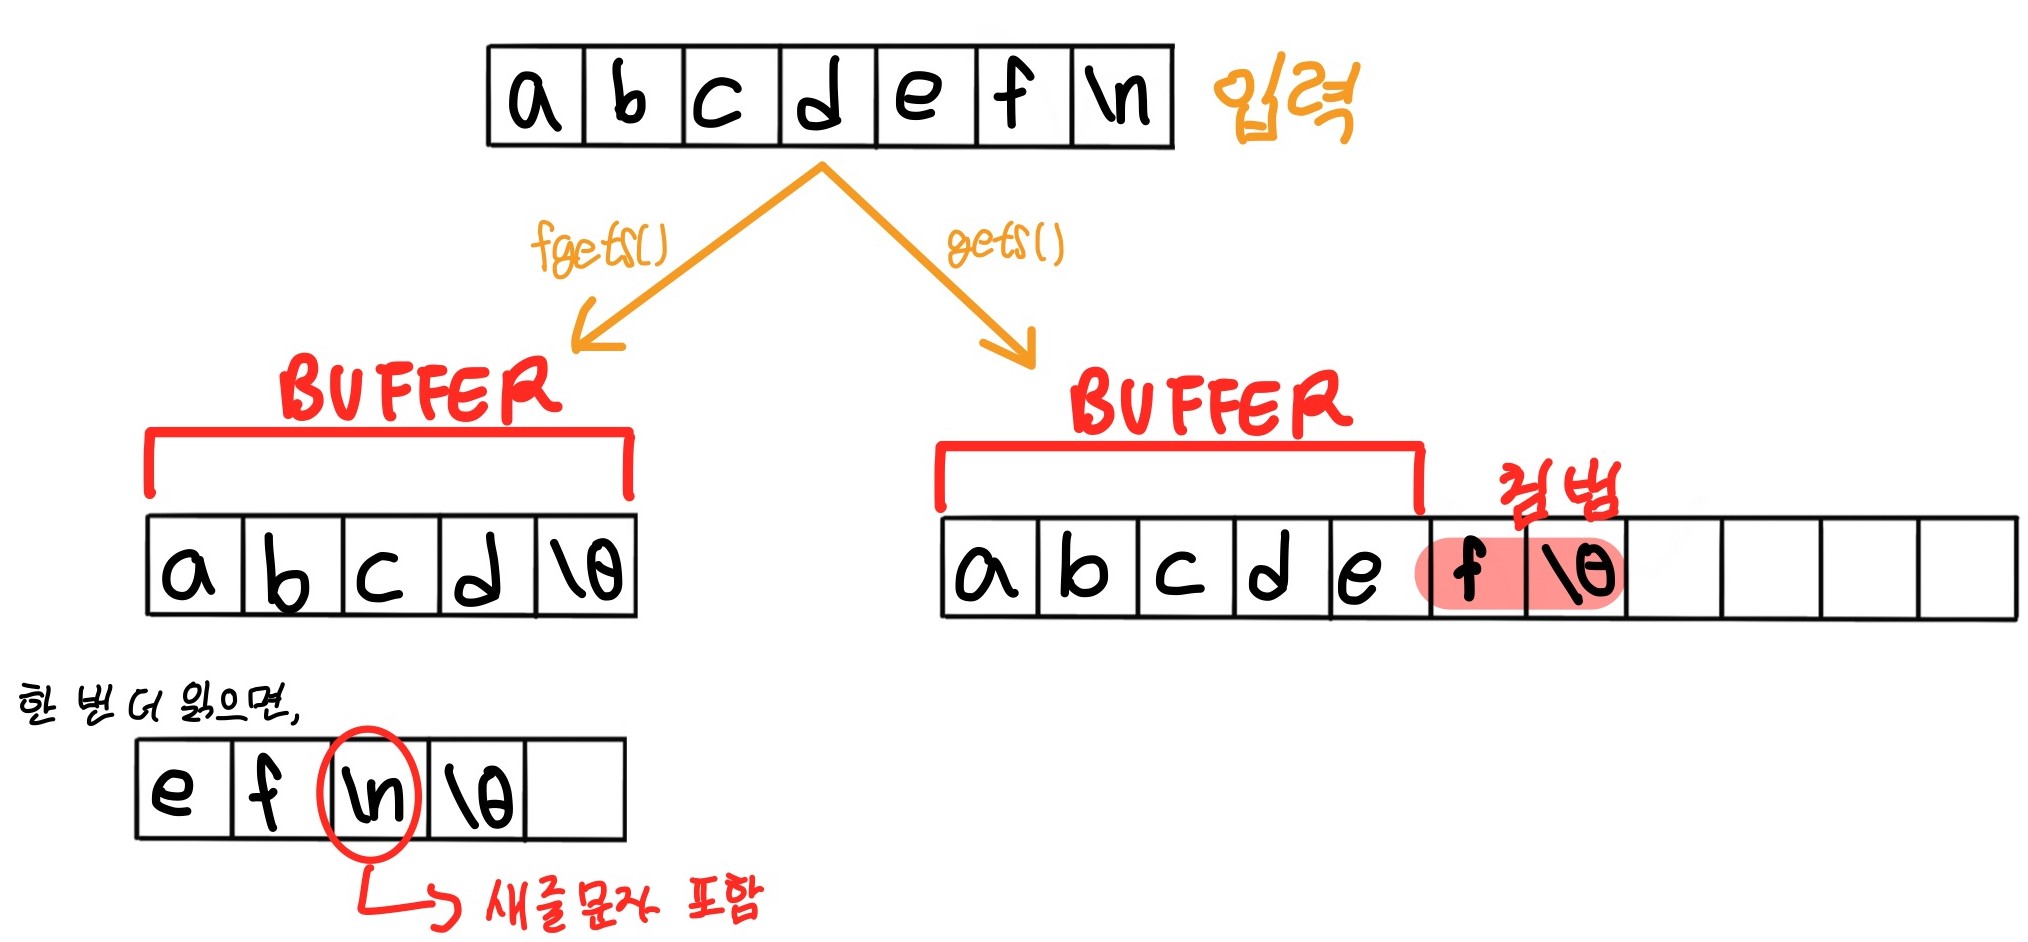 a b c d e f \n 입력
fgets() gets()
BUFFER BUFFER
침범
a b c d \0 a b c d e f \0
한 번 더 읽으면,
e f \n \0
새줄문자 포함